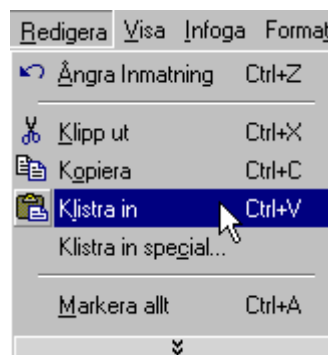 Redigera Visa Infoga Format
Ångra Inmatning Ctrl+Z
Klipp ut Ctrl+X
Kopiera Ctrl+C
Klistra in Ctrl+V
Klistra in special...
Markera allt Ctrl+A